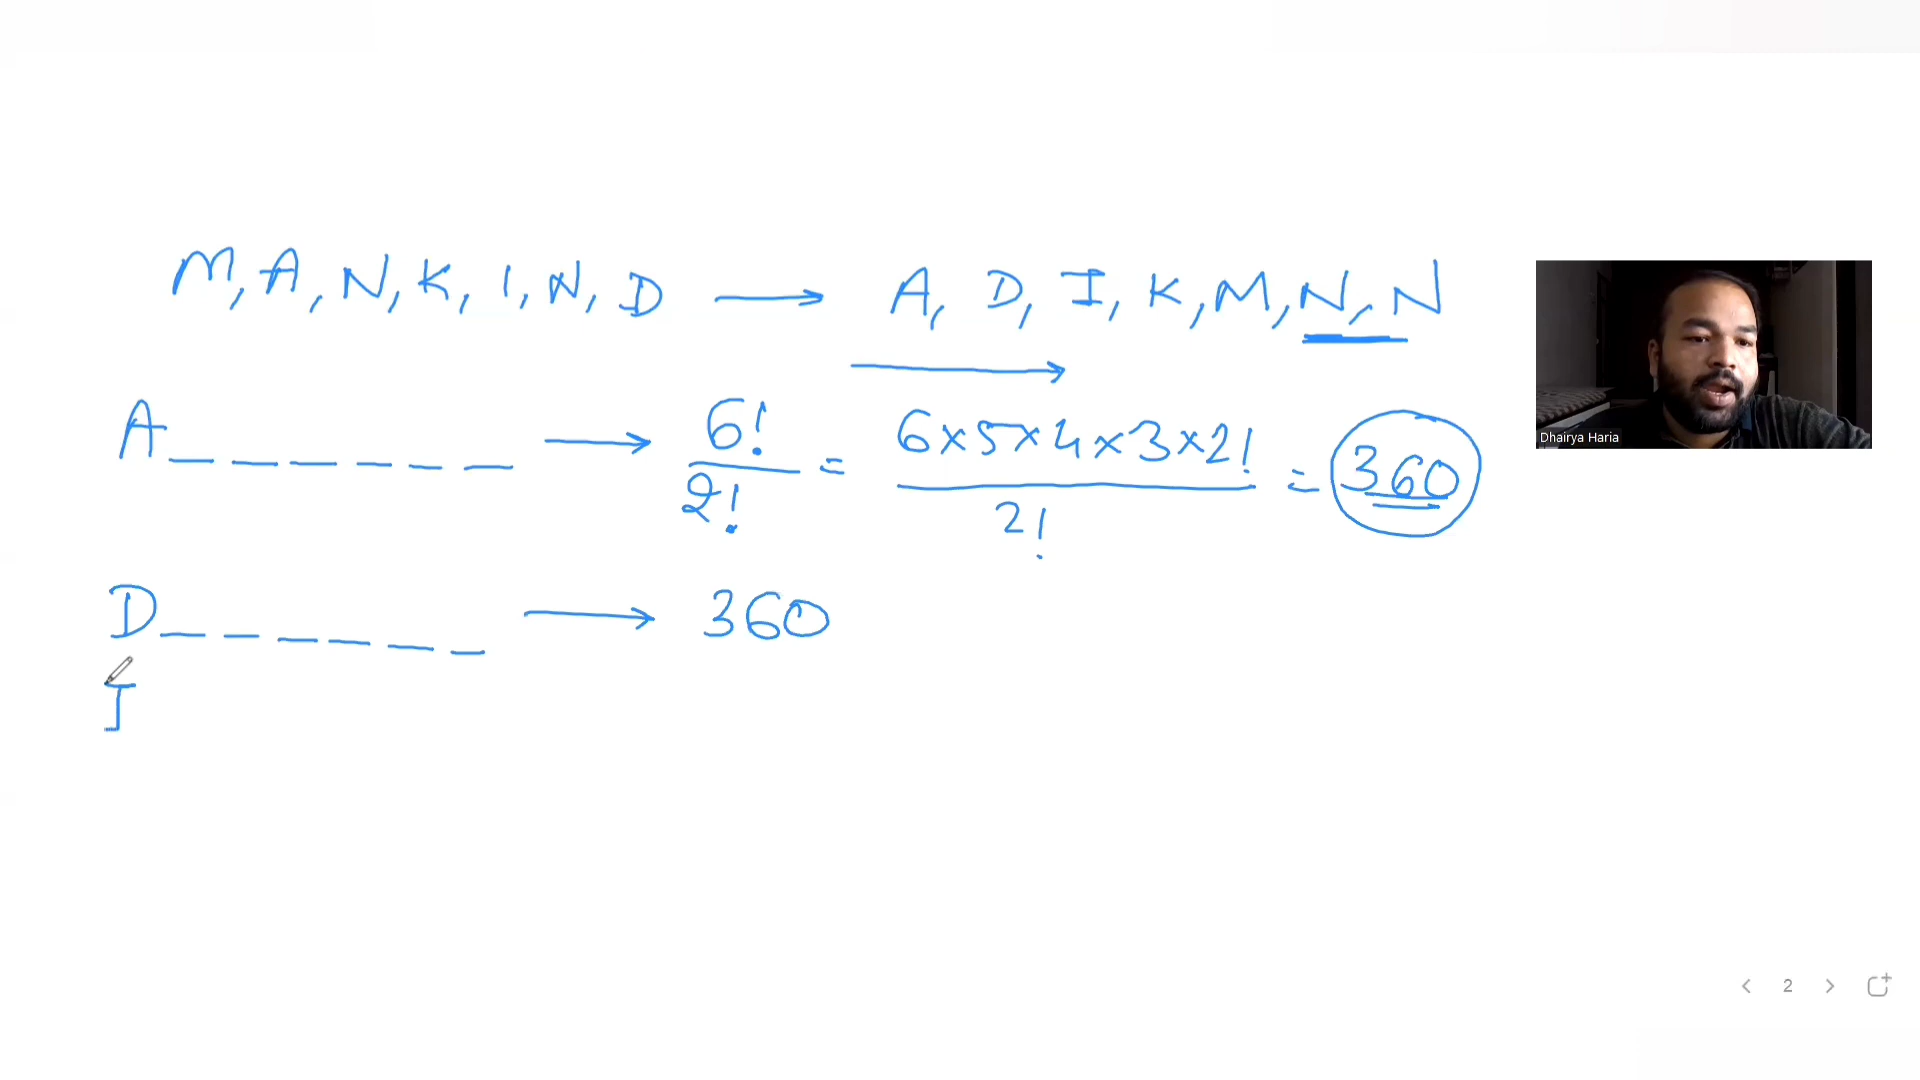 M, A, N, K, I, N, D → A, D, I, K, M, N, N
A _ _ _ _ _ _ → 6!/2! = 6×5×4×3×2!/2! = 360
Dhairya Haria
D _ _ _ _ _ _ → 360
I
2